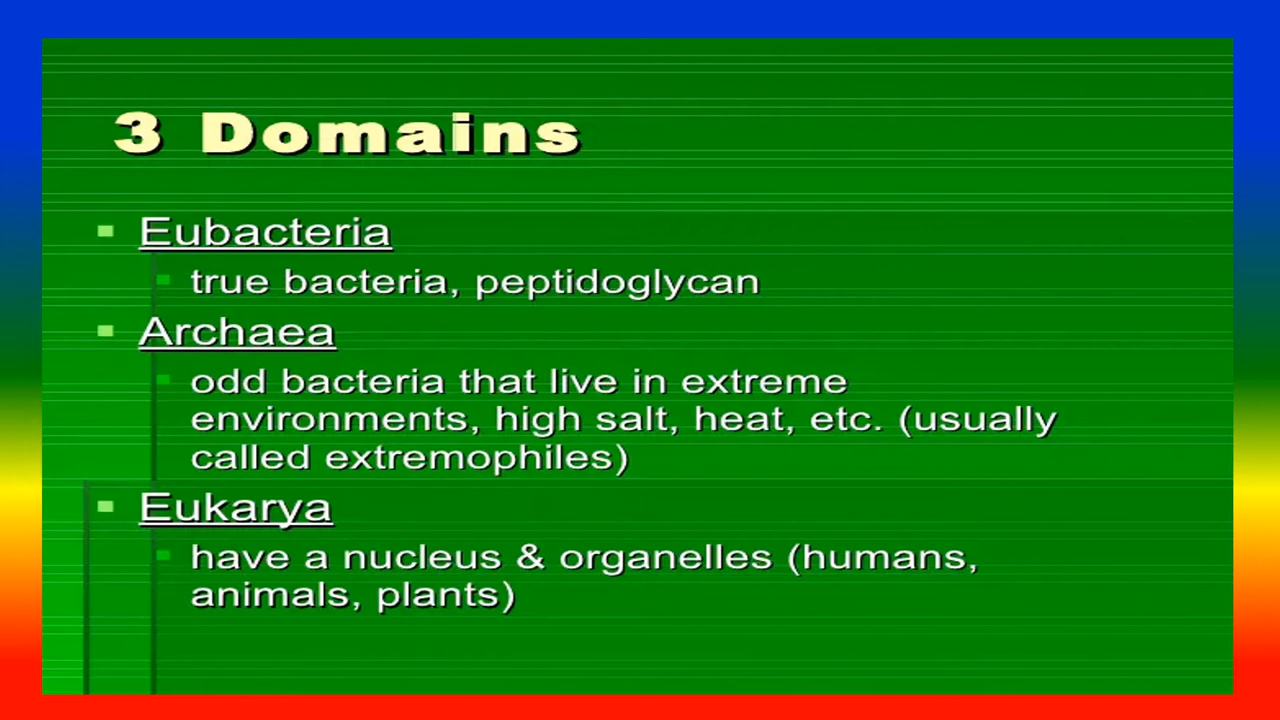 3 Domains
Eubacteria
true bacteria, peptidoglycan
Archaea
odd bacteria that live in extreme
environments, high salt, heat, etc. (usually
called extremophiles)
Eukarya
have a nucleus & organelles (humans,
animals, plants)